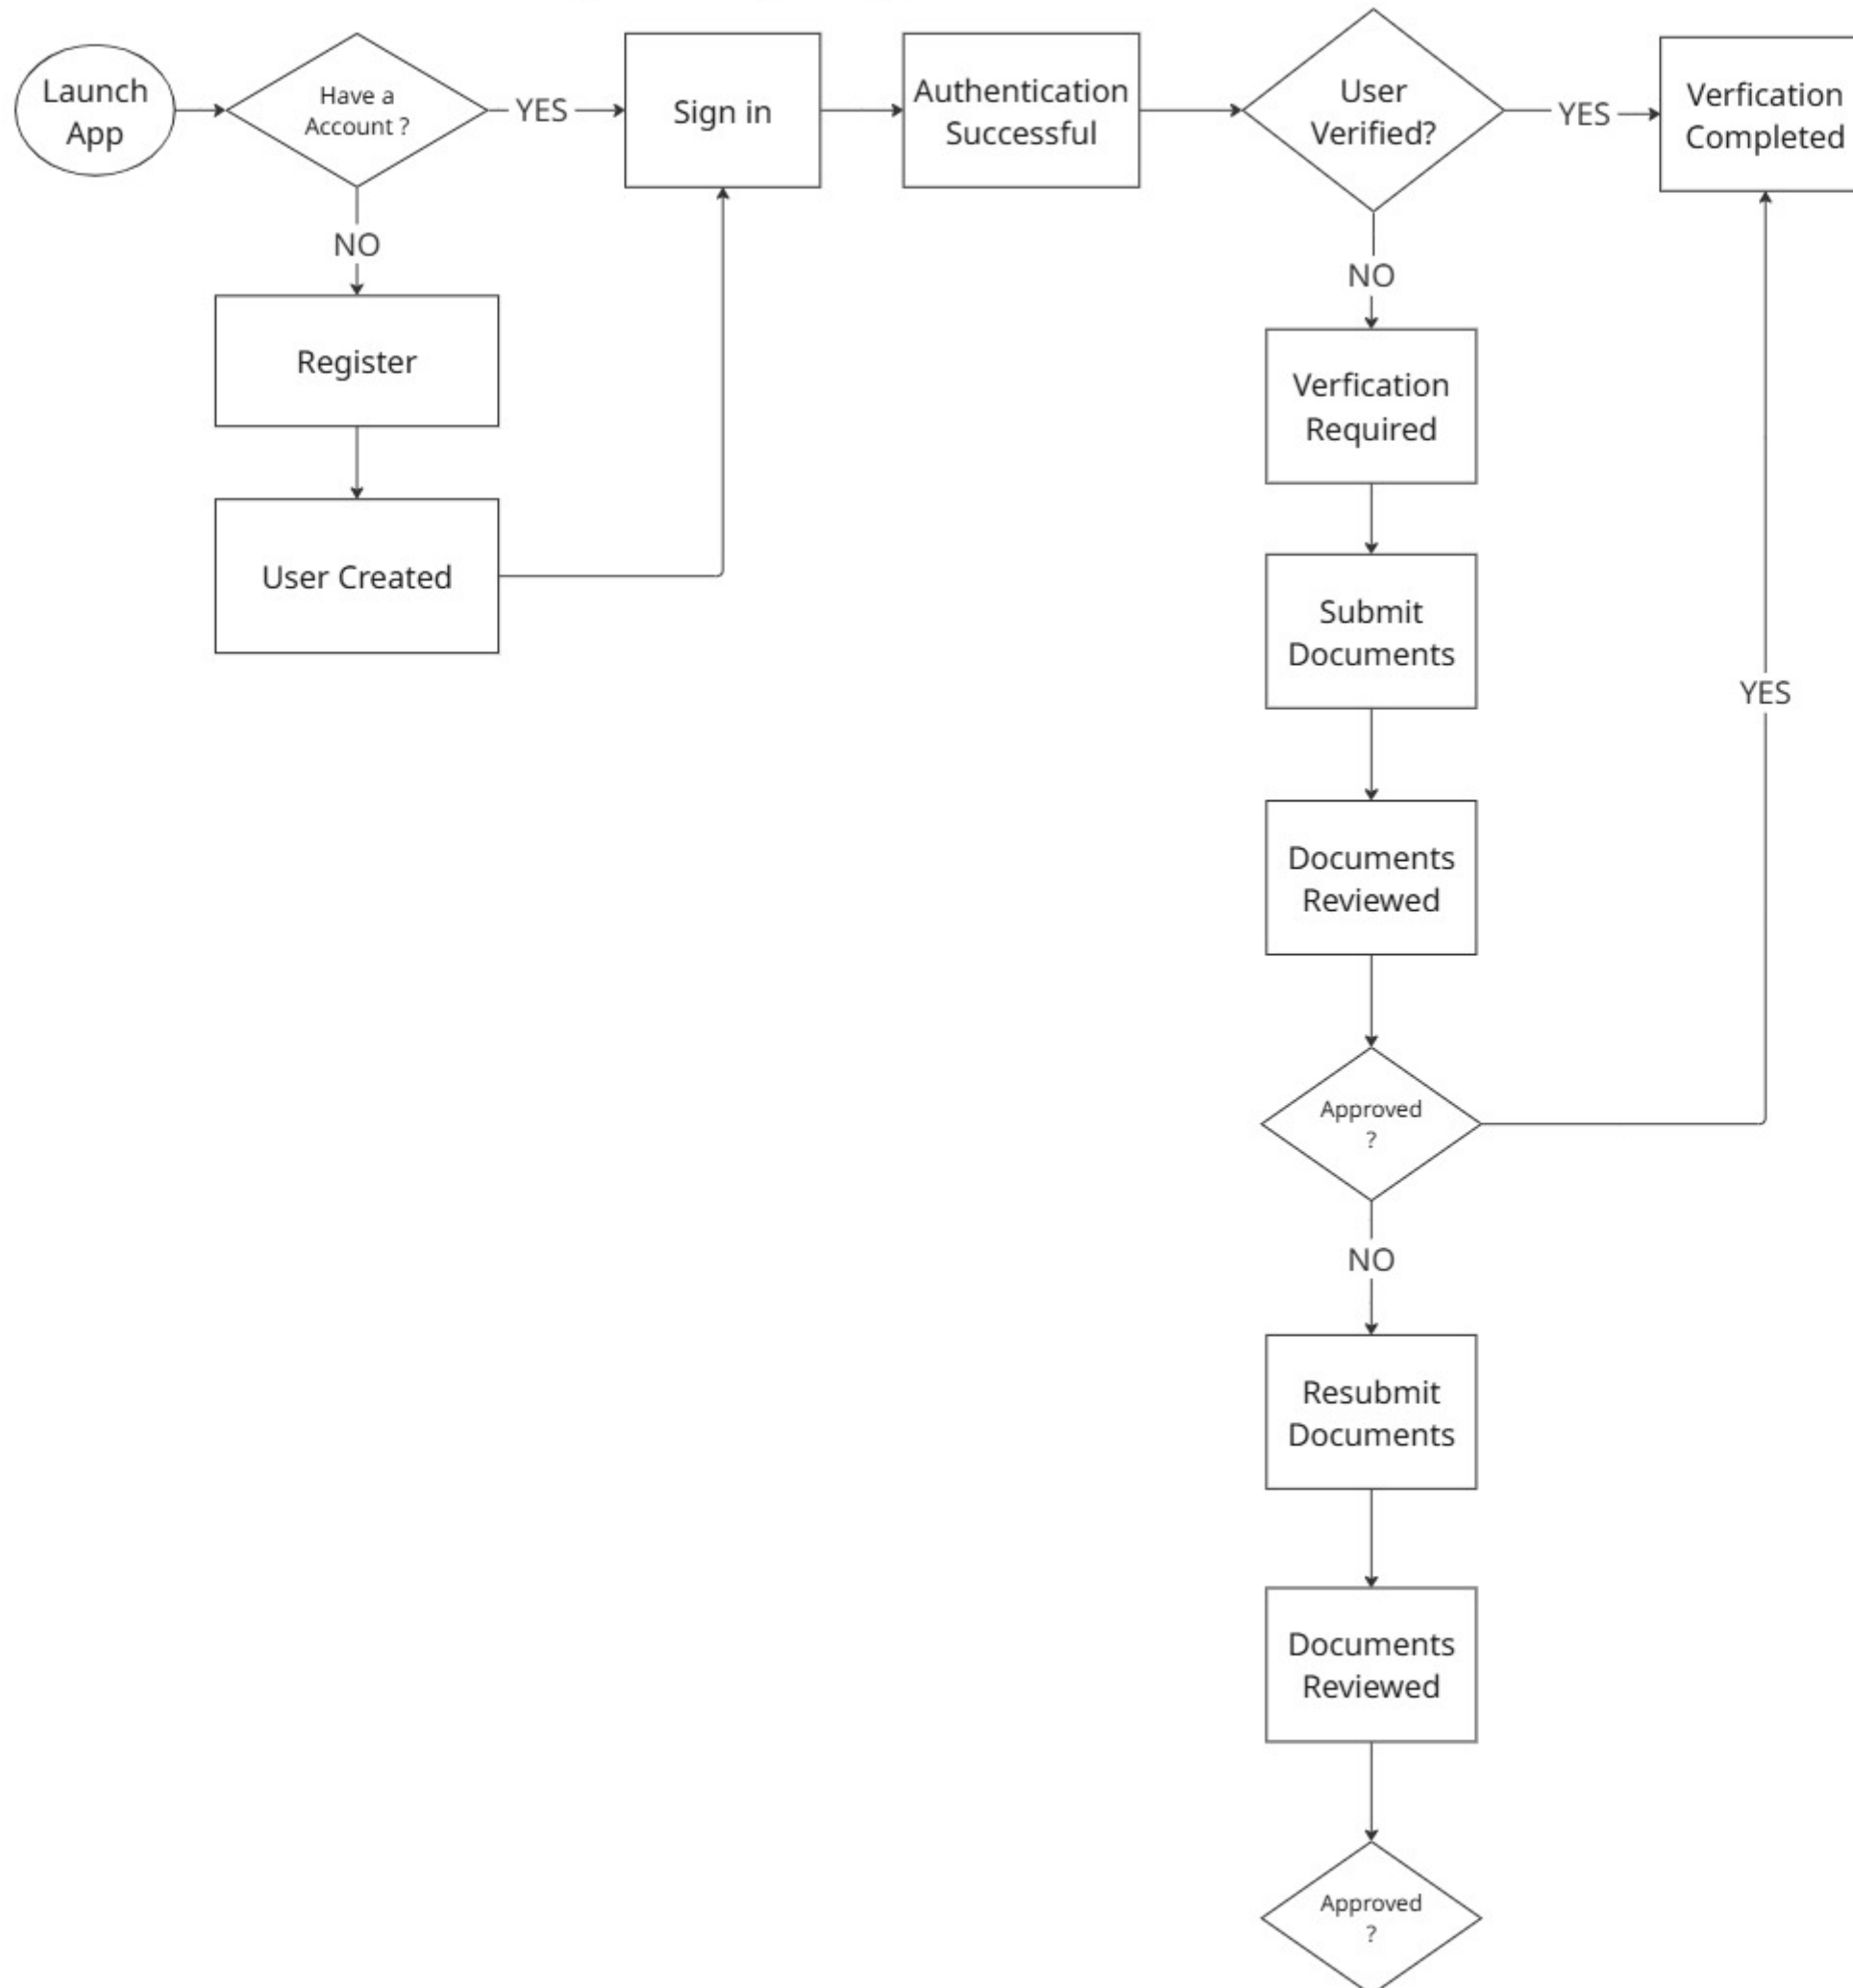 Launch
App
Have a
Account ?
YES
Sign in
Authentication
Successful
User
Verified?
YES
Verfication
Completed
NO
Register
User Created
NO
Verfication
Required
Submit
Documents
YES
Documents
Reviewed
Approved
?
NO
Resubmit
Documents
Documents
Reviewed
Approved
?